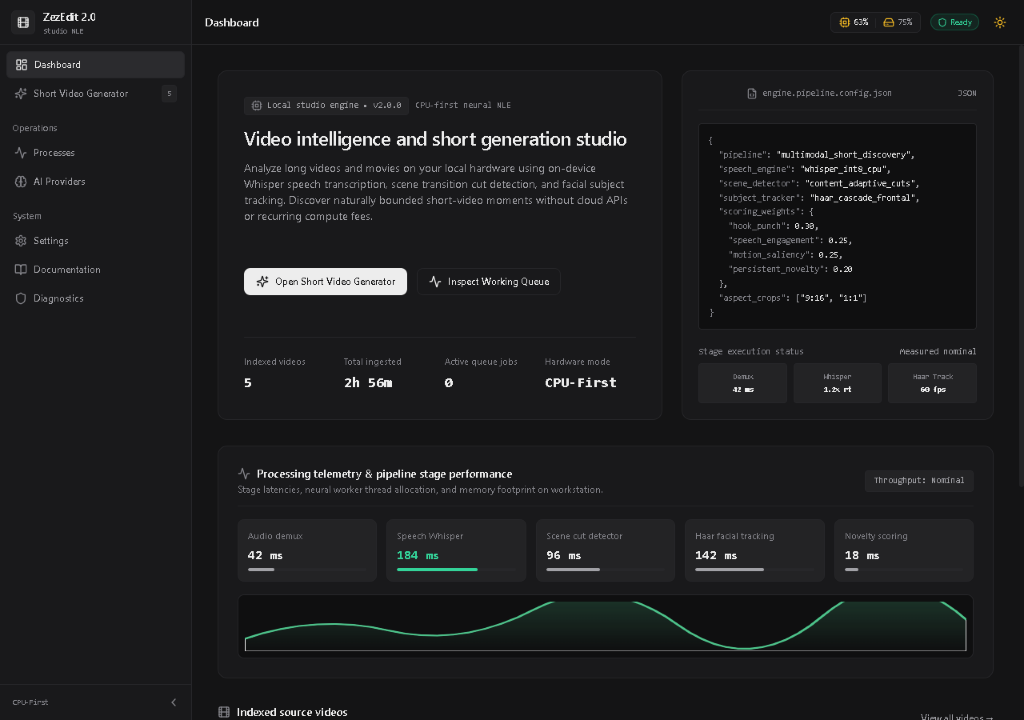 ZezEdit 2.0
Studio NLE
Dashboard
Short Video Generator
5
Operations
Processes
AI Providers
System
Settings
Documentation
Diagnostics
CPU-First
Dashboard
63%
75%
Ready
Local studio engine • v2.0.0
CPU-first neural NLE
Video intelligence and short generation studio
Analyze long videos and movies on your local hardware using on-device
Whisper speech transcription, scene transition cut detection, and facial subject
tracking. Discover naturally bounded short-video moments without cloud APIs
or recurring compute fees.
Open Short Video Generator
Inspect Working Queue
Indexed videos
5
Total ingested
2h 56m
Active queue jobs
0
Hardware mode
CPU-First
engine.pipeline.config.json
JSON
{
"pipeline": "multimodal_short_discovery",
"speech_engine": "whisper_int8_cpu",
"scene_detector": "content_adaptive_cuts",
"subject_tracker": "haar_cascade_frontal",
"scoring_weights": {
"hook_punch": 0.30,
"speech_engagement": 0.25,
"motion_saliency": 0.25,
"persistent_novelty": 0.20
},
"aspect_crops": ["9:16", "1:1"]
}
Stage execution status
Measured nominal
Demux
42 ms
Whisper
1.2x rt
Haar Track
60 fps
Processing telemetry & pipeline stage performance
Stage latencies, neural worker thread allocation, and memory footprint on workstation.
Throughput: Nominal
Audio demux
42 ms
Speech Whisper
184 ms
Scene cut detector
96 ms
Haar facial tracking
142 ms
Novelty scoring
18 ms
Indexed source videos
View all videos →